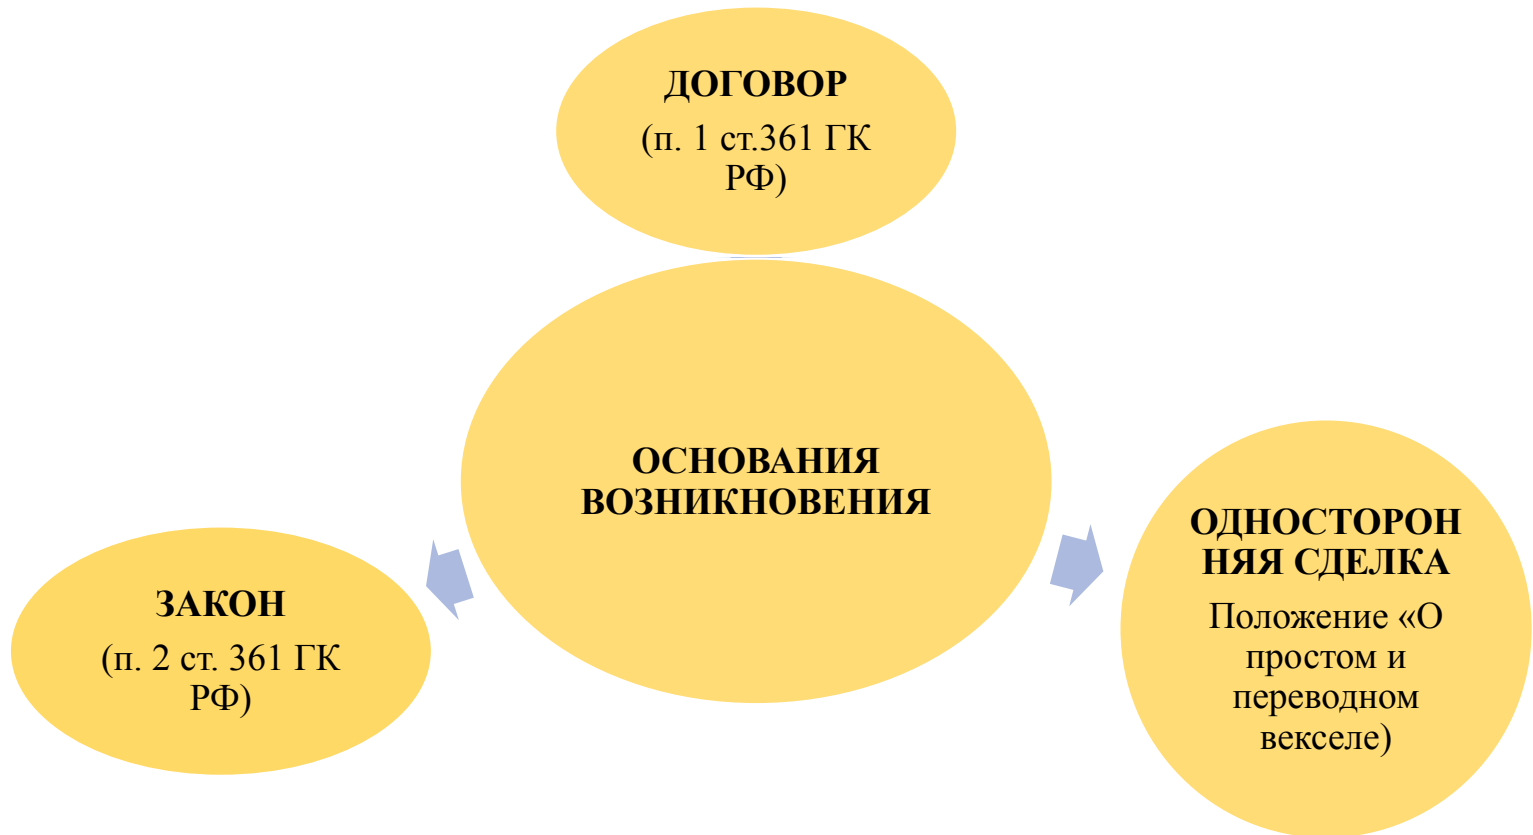 ДОГОВОР
(п. 1 ст.361 ГК
РФ)
ОСНОВАНИЯ
ВОЗНИКНОВЕНИЯ
ЗАКОН
(п. 2 ст. 361 ГК
РФ)
ОДНОСТОРОН
НЯЯ СДЕЛКА
Положение «О
простом и
переводном
векселе)